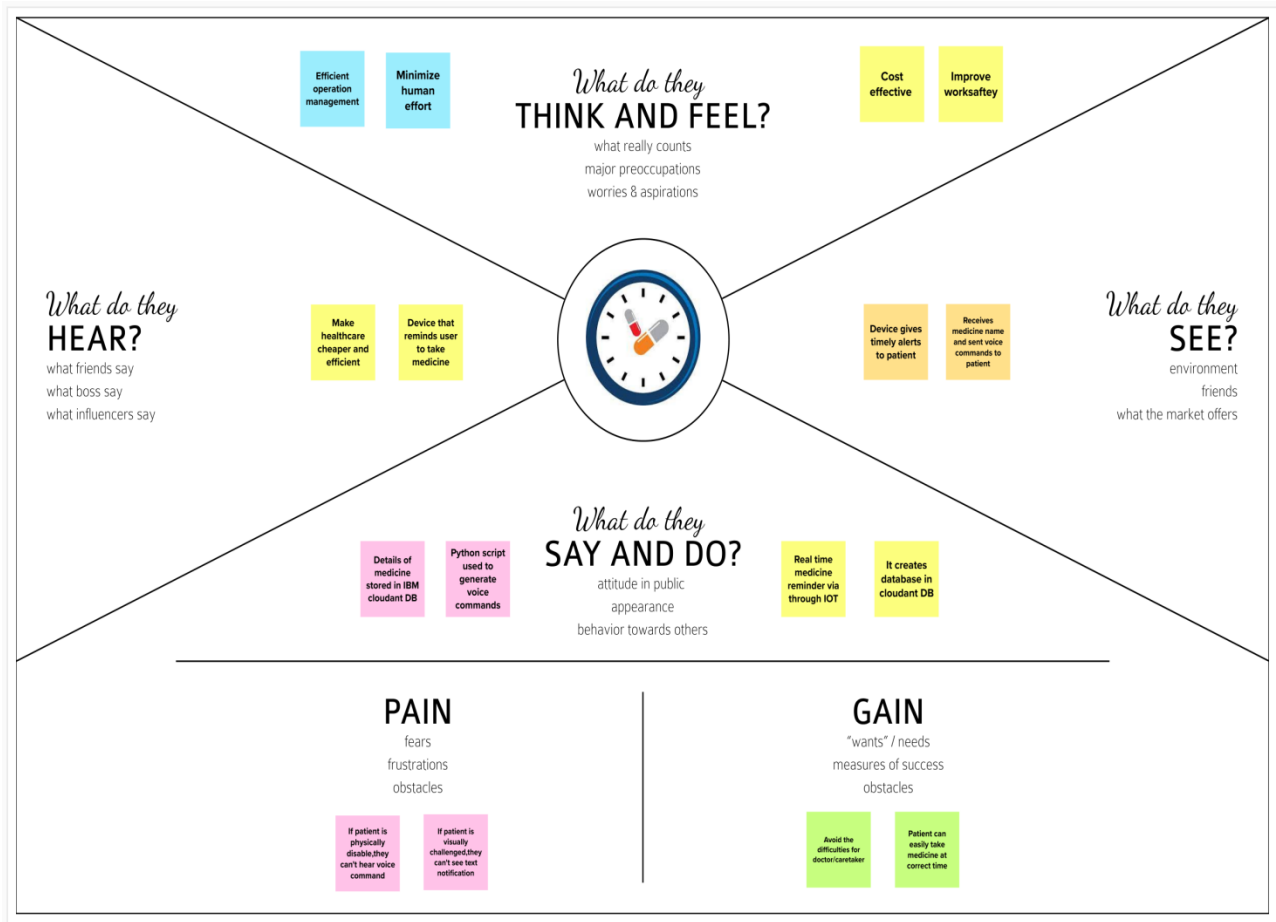 Efficient
operation
management
Minimize
human
effort
What do they
THINK AND FEEL?
what really counts
major preoccupations
worries & aspirations
Cost
effective
Improve
worksaftey
What do they
HEAR?
what friends say
what boss say
what influencers say
Make
healthcare
cheaper and
efficient
Device that
reminds user
to take
medicine
Device gives
timely alerts
to patient
Receives
medicine name
and sent voice
commands to
patient
What do they
SEE?
environment
friends
what the market offers
Details of
medicine
stored in IBM
cloudant DB
Python script
used to
generate
voice
commands
What do they
SAY AND DO?
attitude in public
appearance
behavior towards others
Real time
medicine
reminder via
through IOT
It creates
database in
cloudant DB
PAIN
fears
frustrations
obstacles
If patient is
physically
disable,they
can't hear voice
command
If patient is
visually
challenged,they
can't see text
notification
GAIN
"wants" / needs
measures of success
obstacles
Avoid the
difficulties for
doctor/caretaker
Patient can
easily take
medicine at
correct time